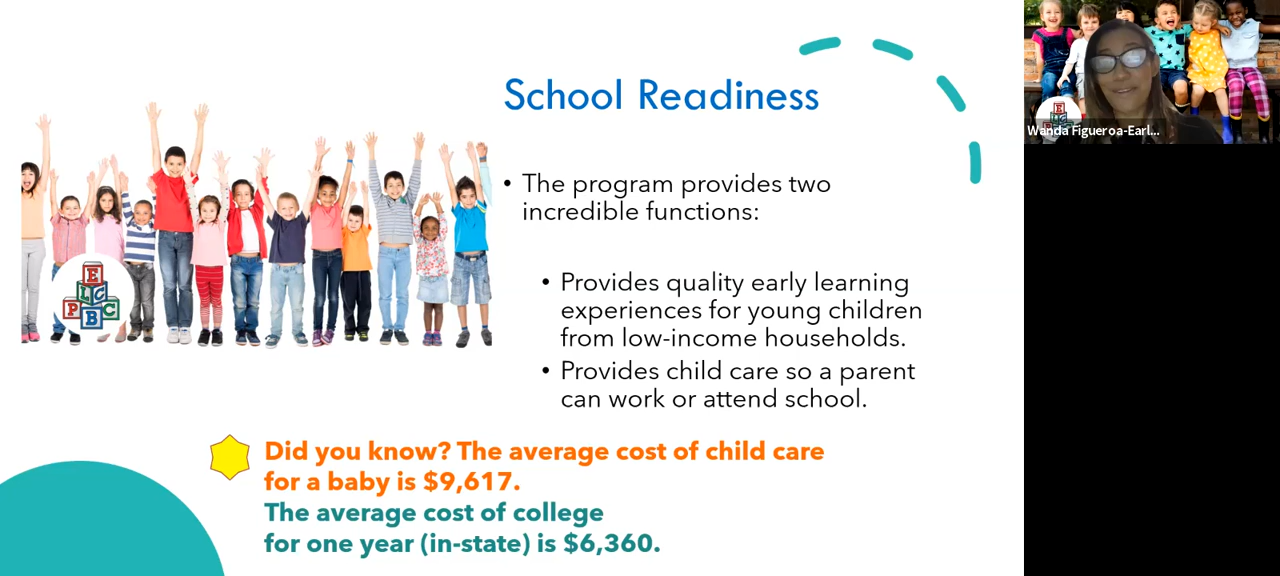 School Readiness
• The program provides two
incredible functions:
• Provides quality early learning
experiences for young children
from low-income households.
• Provides child care so a parent
can work or attend school.
Did you know? The average cost of child care
for a baby is $9,617.
The average cost of college
for one year (in-state) is $6,360.
E
L C
P B C
Wanda Figueroa-Earl...